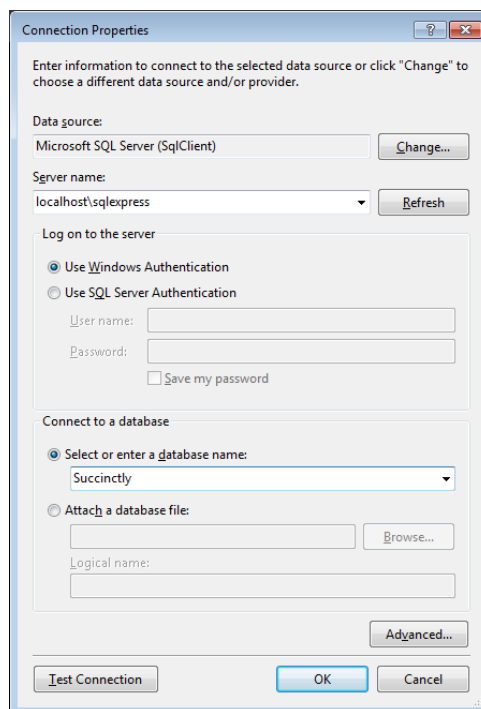 Connection Properties
?
Enter information to connect to the selected data source or click "Change" to
choose a different data source and/or provider.
Data source:
Microsoft SQL Server (SqlClient)
Change...
Server name:
localhost\sqlexpress
Refresh
Log on to the server
Use Windows Authentication
Use SQL Server Authentication
User name:
Password:
Save my password
Connect to a database
Select or enter a database name:
Succinctly
Attach a database file:
Browse...
Logical name:
Advanced...
Test Connection
OK
Cancel